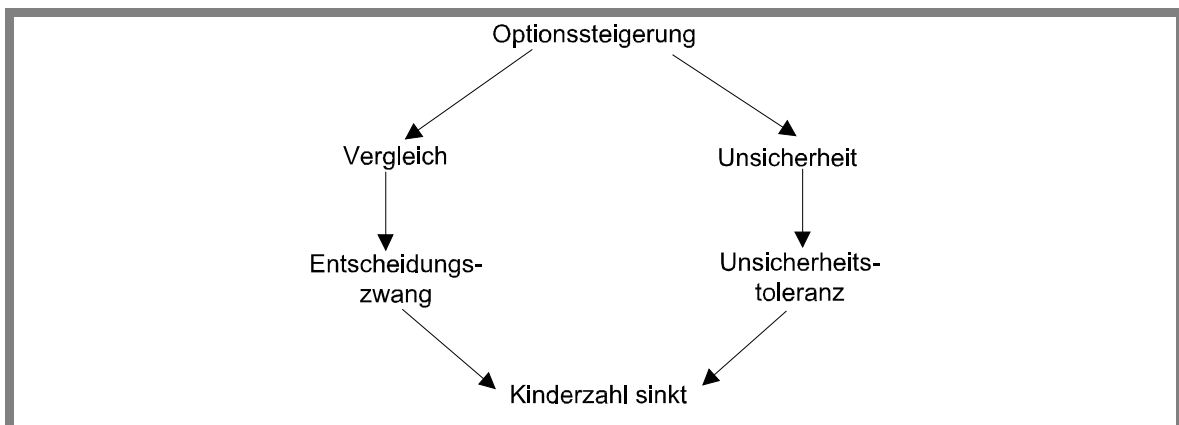 Optionssteigerung
Vergleich
Unsicherheit
Entscheidungs-
zwang
Unsicherheits-
toleranz
Kinderzahl sinkt